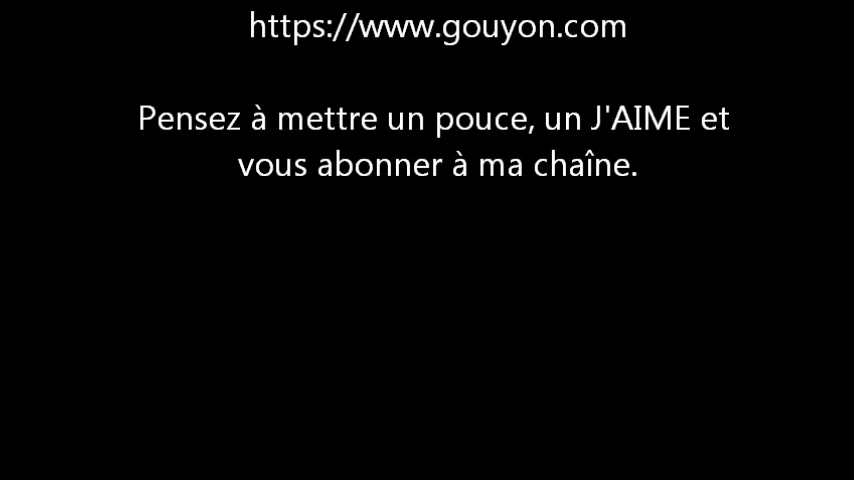 https://www.gouyon.com
Pensez à mettre un pouce, un J'AIME et
vous abonner à ma chaîne.